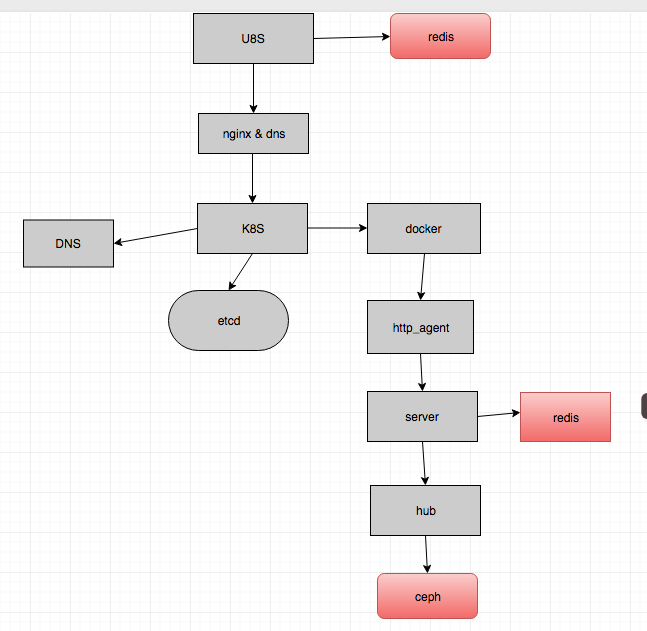 U8S
redis
nginx & dns
K8S
docker
DNS
etcd
http_agent
server
redis
hub
ceph